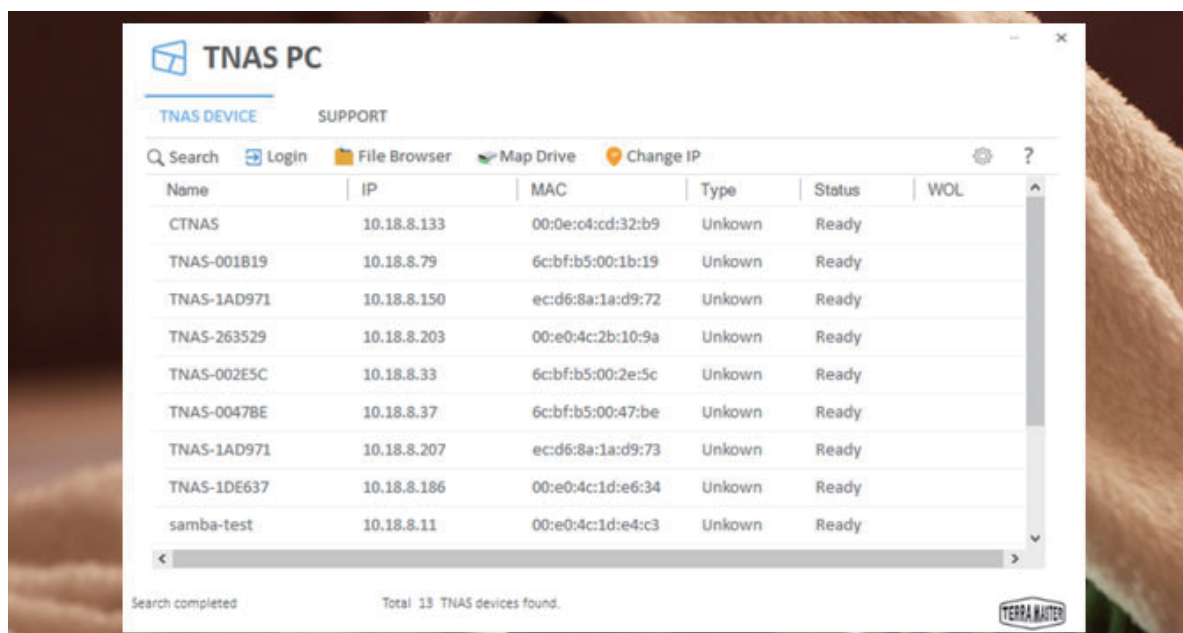 TNAS PC
TNAS DEVICE SUPPORT
Search Login File Browser Map Drive Change IP ?
Name IP MAC Type Status WOL
CTNAS 10.18.8.133 00:0e:c4:cd:32:b9 Unkown Ready
TNAS-001B19 10.18.8.79 6c:bf:b5:00:1b:19 Unkown Ready
TNAS-1AD971 10.18.8.150 ec:d6:8a:1a:d9:72 Unkown Ready
TNAS-263529 10.18.8.203 00:e0:4c:2b:10:9a Unkown Ready
TNAS-002E5C 10.18.8.33 6c:bf:b5:00:2e:5c Unkown Ready
TNAS-0047BE 10.18.8.37 6c:bf:b5:00:47:be Unkown Ready
TNAS-1AD971 10.18.8.207 ec:d6:8a:1a:d9:73 Unkown Ready
TNAS-1DE637 10.18.8.186 00:e0:4c:1d:e6:34 Unkown Ready
samba-test 10.18.8.11 00:e0:4c:1d:e4:c3 Unkown Ready
Search completed Total 13 TNAS devices found.
TERRA MASTER